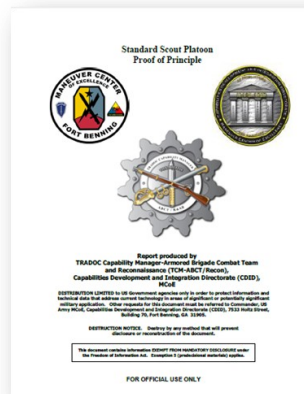 Standard Scout Platoon
Proof of Principle
MANEUVER CENTER
OF EXCELLENCE
FORT BENNING
TRADOC CAPABILITY MANAGER
Report produced by
TRADOC Capability Manager-Armored Brigade Combat Team
and Reconnaissance (TCM-ABCT/Recon),
Capabilities Development and Integration Directorate (CDID),
MCoE
DISTRIBUTION LIMITED to US Government agencies only in order to protect information and
technical data that address current technology in areas of significant or potentially significant
military application. Other requests for this document must be referred to Commander, US
Army MCoE, Capabilities Development and Integration Directorate (CDID), 7533 Holtz Street,
Building 70, Fort Benning, GA 31905.
DESTRUCTION NOTICE. Destroy by any method that will prevent
disclosure or reconstruction of the document.
This document contains information EXEMPT FROM MANDATORY DISCLOSURE under
the Freedom of Information Act. Exemption 5 (predecisional materials) applies.
FOR OFFICIAL USE ONLY